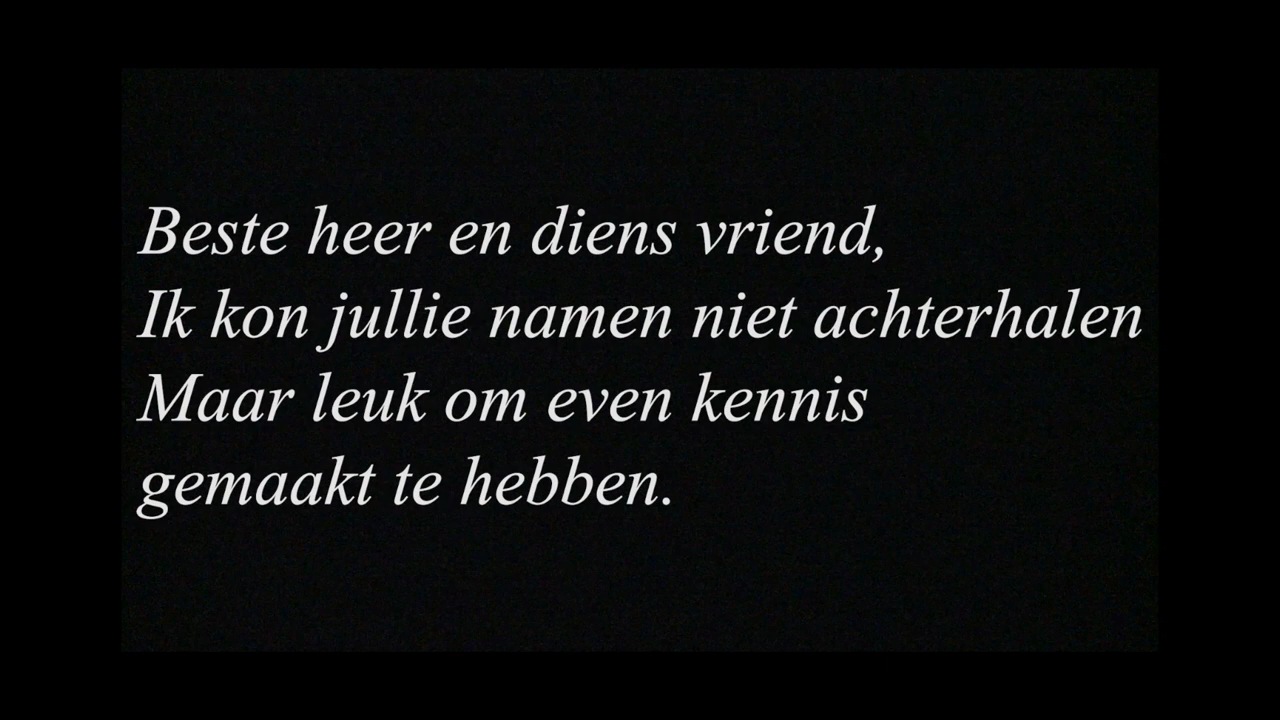 Beste heer en diens vriend,
Ik kon jullie namen niet achterhalen
Maar leuk om even kennis
gemaakt te hebben.